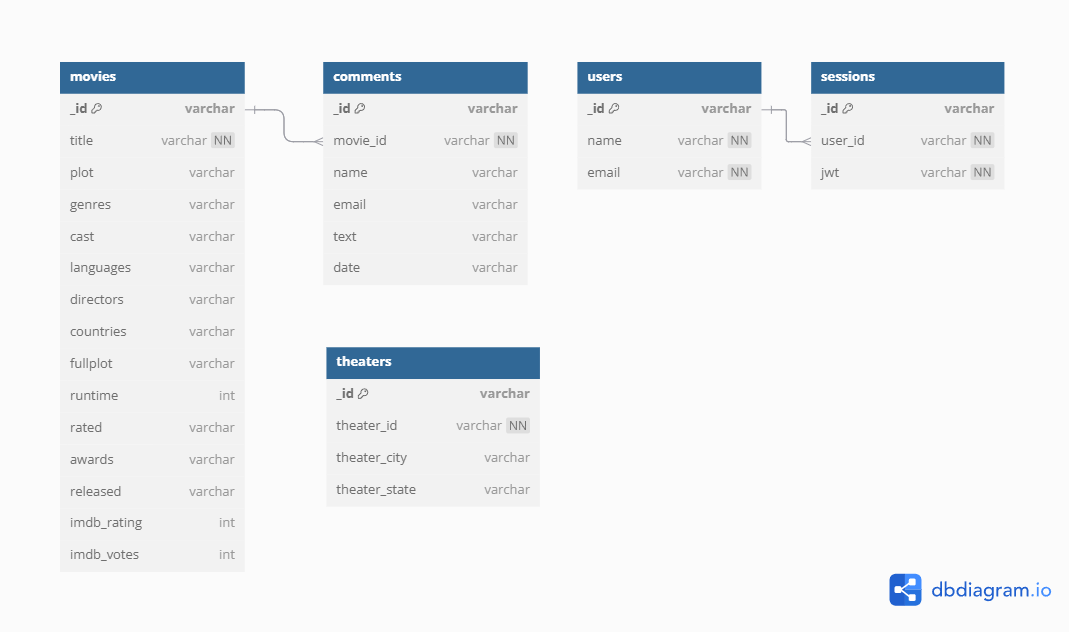 movies
_id varchar
title varchar NN
plot varchar
genres varchar
cast varchar
languages varchar
directors varchar
countries varchar
fullplot varchar
runtime int
rated varchar
awards varchar
released varchar
imdb_rating int
imdb_votes int
comments
_id varchar
movie_id varchar NN
name varchar
email varchar
text varchar
date varchar
theaters
_id varchar
theater_id varchar NN
theater_city varchar
theater_state varchar
users
_id varchar
name varchar NN
email varchar NN
sessions
_id varchar
user_id varchar NN
jwt varchar NN
dbdiagram.io